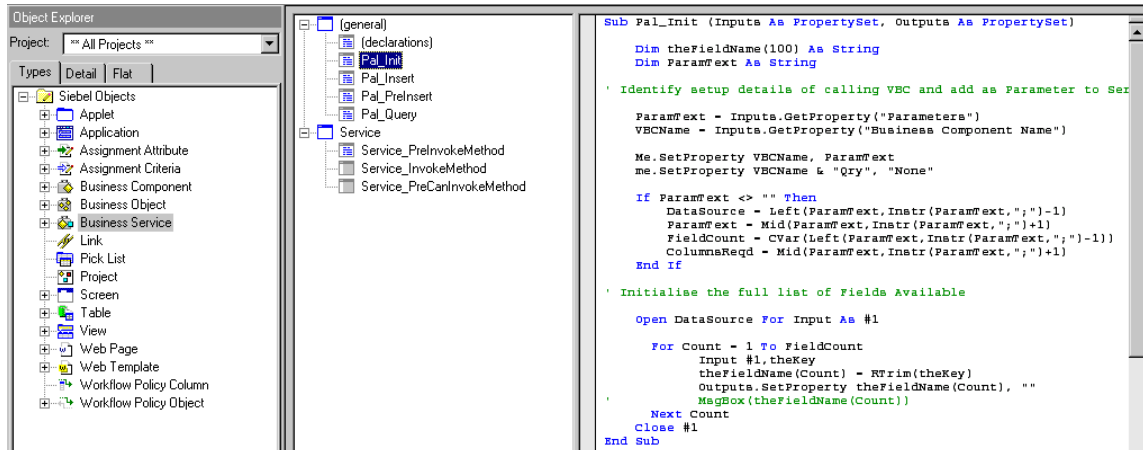 Object Explorer
Project: ** All Projects **
Types Detail Flat
Siebel Objects
Applet
Application
Assignment Attribute
Assignment Criteria
Business Component
Business Object
Business Service
Link
Pick List
Project
Screen
Table
View
Web Page
Web Template
Workflow Policy Column
Workflow Policy Object
(general)
(declarations)
Pal_Init
Pal_Insert
Pal_PreInsert
Pal_Query
Service
Service_PreInvokeMethod
Service_InvokeMethod
Service_PreCanInvokeMethod
Sub Pal_Init (Inputs As PropertySet, Outputs As PropertySet)
Dim theFieldName(100) As String
Dim ParamText As String
' Identify setup details of calling VBC and add as Parameter to Ser
ParamText = Inputs.GetProperty("Parameters")
VBCName = Inputs.GetProperty("Business Component Name")
Me.SetProperty VBCName, ParamText
me.SetProperty VBCName & "Qry", "None"
If ParamText <> "" Then
DataSource = Left(ParamText,Instr(ParamText,";")-1)
ParamText = Mid(ParamText,Instr(ParamText,";")+1)
FieldCount = CVar(Left(ParamText,Instr(ParamText,";")-1))
ColumnsReqd = Mid(ParamText,Instr(ParamText,";")+1)
End If
' Initialise the full list of Fields Available
Open DataSource For Input As #1
For Count = 1 To FieldCount
Input #1,theKey
theFieldName(Count) = RTrim(theKey)
Outputs.SetProperty theFieldName(Count), ""
' MsgBox(theFieldName(Count))
Next Count
Close #1
End Sub